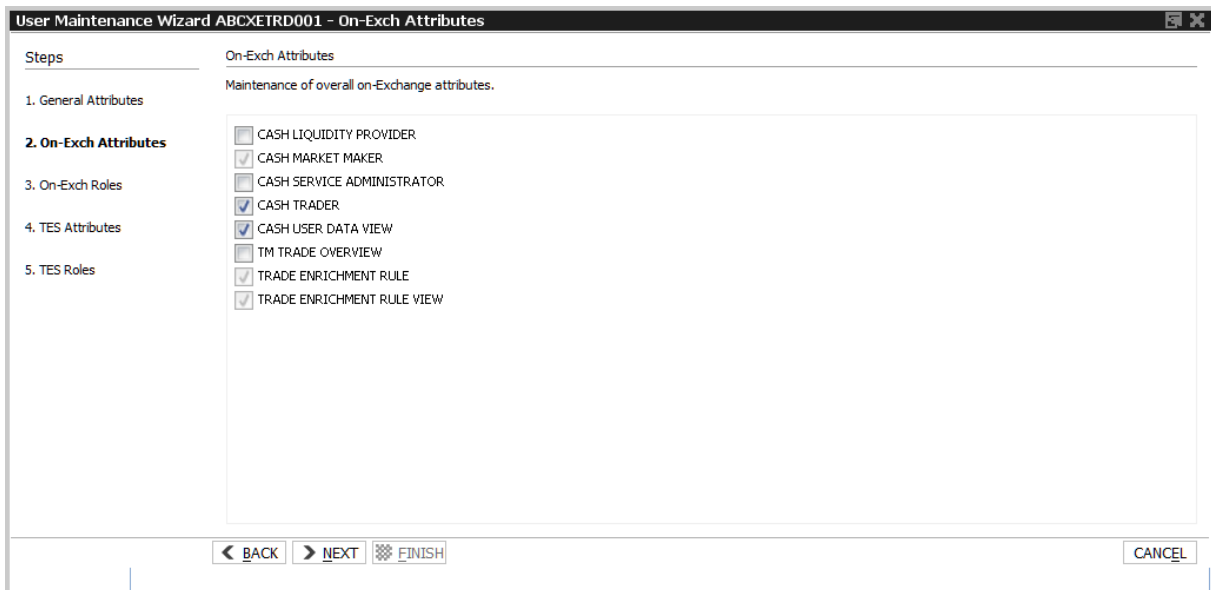 User Maintenance Wizard ABCXETRD001 - On-Exch Attributes
Steps
1. General Attributes
2. On-Exch Attributes
3. On-Exch Roles
4. TES Attributes
5. TES Roles
On-Exch Attributes
Maintenance of overall on-Exchange attributes.
CASH LIQUIDITY PROVIDER
CASH MARKET MAKER
CASH SERVICE ADMINISTRATOR
CASH TRADER
CASH USER DATA VIEW
TM TRADE OVERVIEW
TRADE ENRICHMENT RULE
TRADE ENRICHMENT RULE VIEW
BACK NEXT FINISH CANCEL